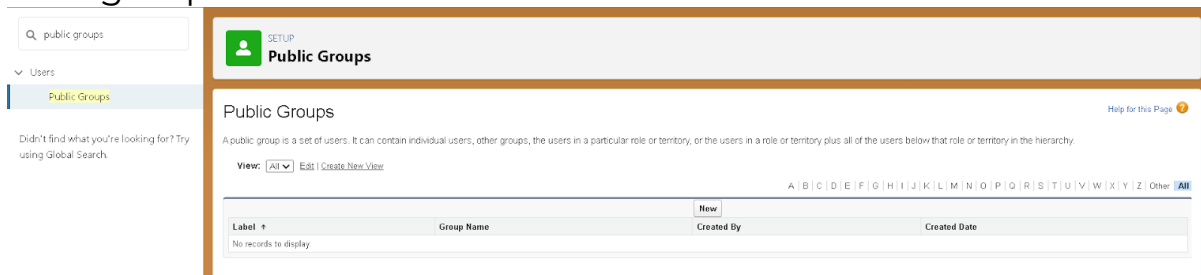 public groups
Users
Public Groups
Didn't find what you're looking for? Try
using Global Search.
SETUP
Public Groups
Public Groups
Help for this Page ?
A public group is a set of users. It can contain individual users, other groups, the users in a particular role or territory, or the users in a role or territory plus all of the users below that role or territory in the hierarchy.
View: All Edit | Create New View
A | B | C | D | E | F | G | H | I | J | K | L | M | N | O | P | Q | R | S | T | U | V | W | X | Y | Z | Other All
New
Label ↑ Group Name Created By Created Date
No records to display